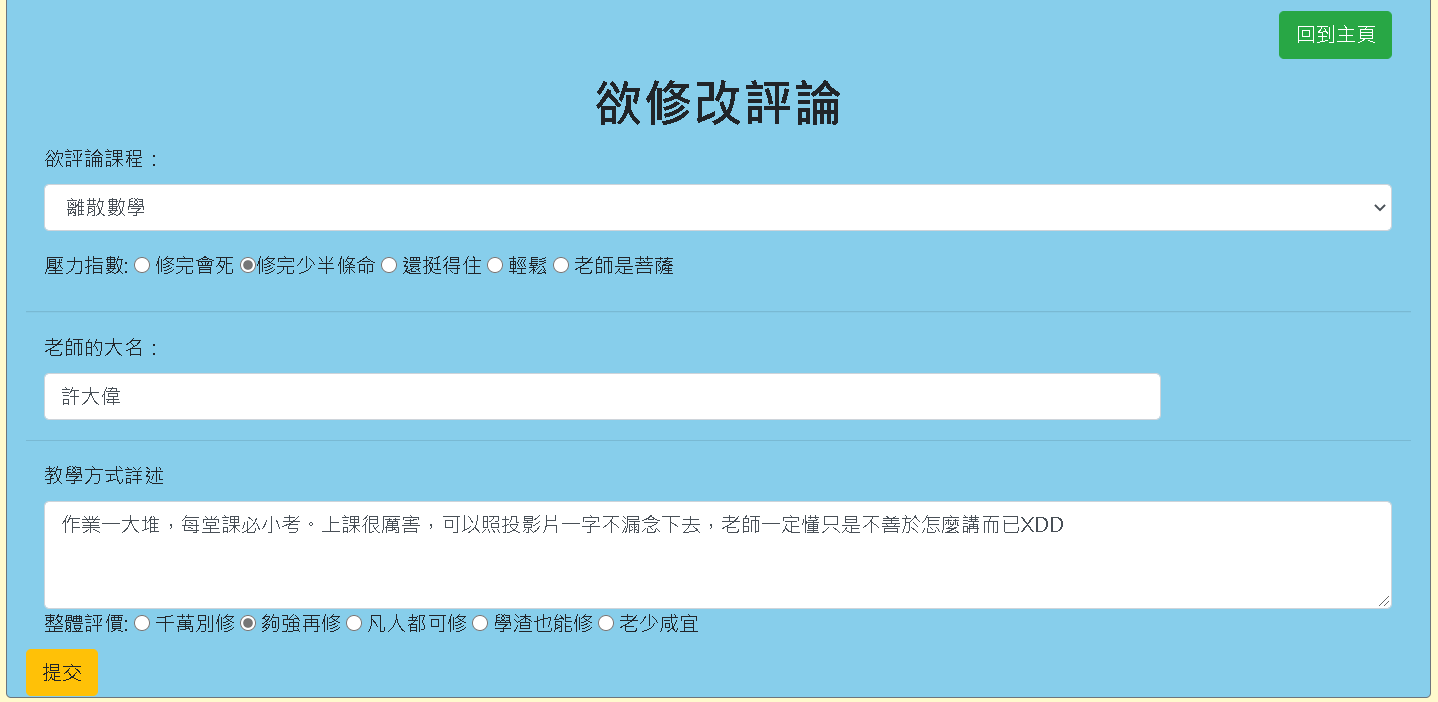 回到主頁
欲修改評論
欲評論課程：
離散數學
壓力指數: 修完會死 修完少半條命 還挺得住 輕鬆 老師是菩薩
老師的大名：
許大偉
教學方式詳述
作業一大堆，每堂課必小考。上課很厲害，可以照投影片一字不漏念下去，老師一定懂只是不善於怎麼講而已XDD
整體評價: 千萬別修 夠強再修 凡人都可修 學渣也能修 老少咸宜
提交